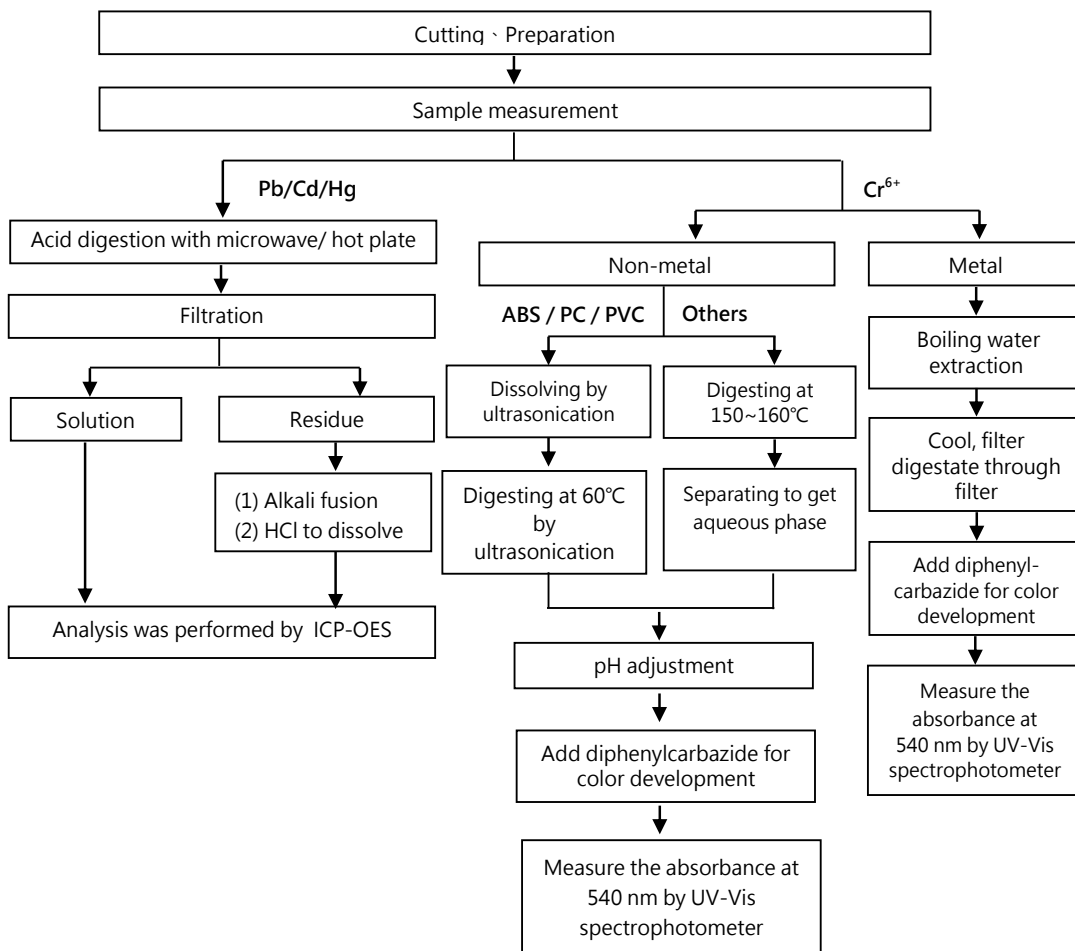 Cutting、Preparation
Sample measurement
Pb/Cd/Hg
Cr⁶⁺
Acid digestion with microwave/ hot plate
Filtration
Solution
Residue
(1) Alkali fusion
(2) HCl to dissolve
Analysis was performed by ICP-OES
Non-metal
ABS / PC / PVC
Others
Dissolving by
ultrasonication
Digesting at
150~160℃
Digesting at 60℃
by
ultrasonication
Separating to get
aqueous phase
pH adjustment
Add diphenylcarbazide for
color development
Measure the absorbance at
540 nm by UV-Vis
spectrophotometer
Metal
Boiling water
extraction
Cool, filter
digestate through
filter
Add diphenyl-
carbazide for color
development
Measure the
absorbance at
540 nm by UV-Vis
spectrophotometer